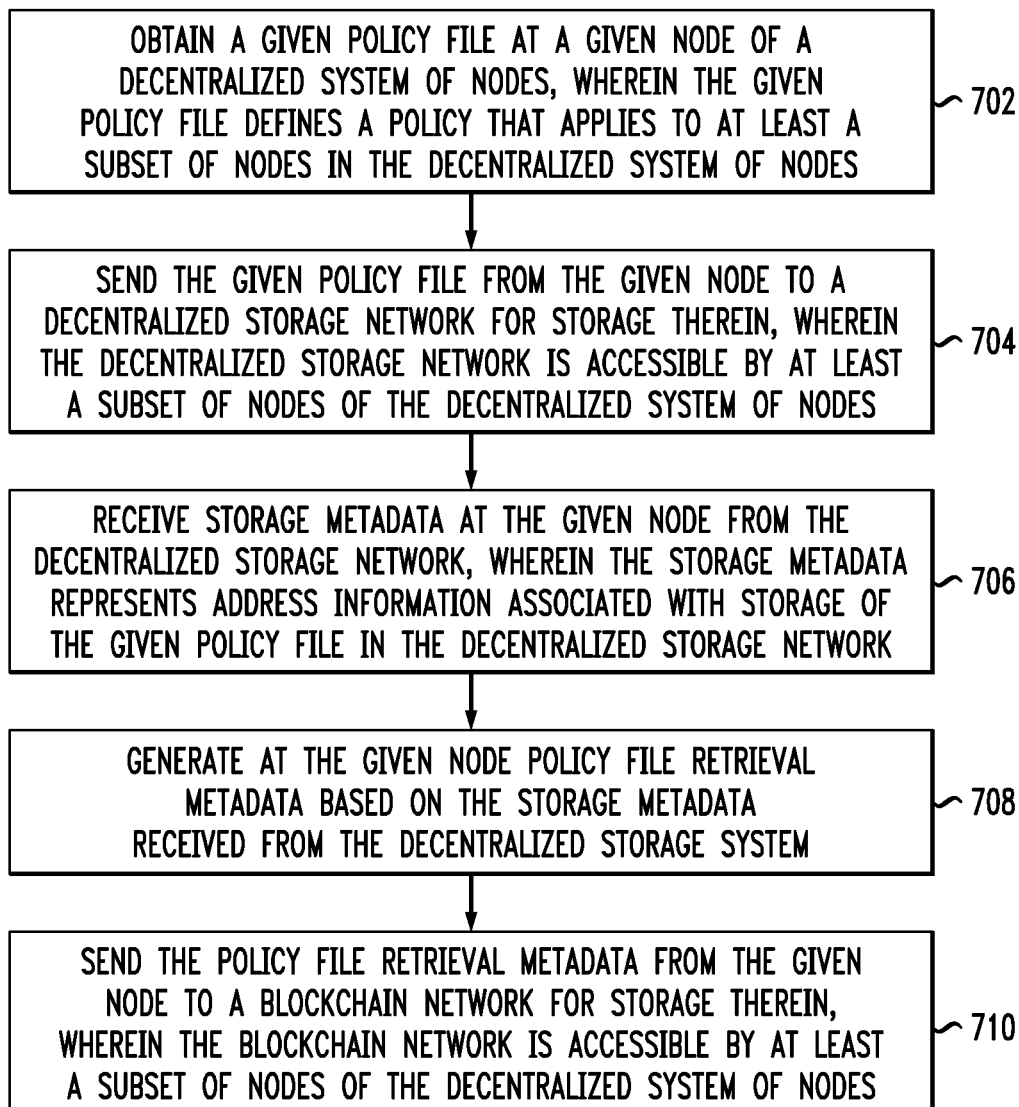 OBTAIN A GIVEN POLICY FILE AT A GIVEN NODE OF A
DECENTRALIZED SYSTEM OF NODES, WHEREIN THE GIVEN
POLICY FILE DEFINES A POLICY THAT APPLIES TO AT LEAST A
SUBSET OF NODES IN THE DECENTRALIZED SYSTEM OF NODES
702
SEND THE GIVEN POLICY FILE FROM THE GIVEN NODE TO A
DECENTRALIZED STORAGE NETWORK FOR STORAGE THEREIN, WHEREIN
THE DECENTRALIZED STORAGE NETWORK IS ACCESSIBLE BY AT LEAST
A SUBSET OF NODES OF THE DECENTRALIZED SYSTEM OF NODES
704
RECEIVE STORAGE METADATA AT THE GIVEN NODE FROM THE
DECENTRALIZED STORAGE NETWORK, WHEREIN THE STORAGE METADATA
REPRESENTS ADDRESS INFORMATION ASSOCIATED WITH STORAGE OF
THE GIVEN POLICY FILE IN THE DECENTRALIZED STORAGE NETWORK
706
GENERATE AT THE GIVEN NODE POLICY FILE RETRIEVAL
METADATA BASED ON THE STORAGE METADATA
RECEIVED FROM THE DECENTRALIZED STORAGE SYSTEM
708
SEND THE POLICY FILE RETRIEVAL METADATA FROM THE GIVEN
NODE TO A BLOCKCHAIN NETWORK FOR STORAGE THEREIN,
WHEREIN THE BLOCKCHAIN NETWORK IS ACCESSIBLE BY AT LEAST
A SUBSET OF NODES OF THE DECENTRALIZED SYSTEM OF NODES
710